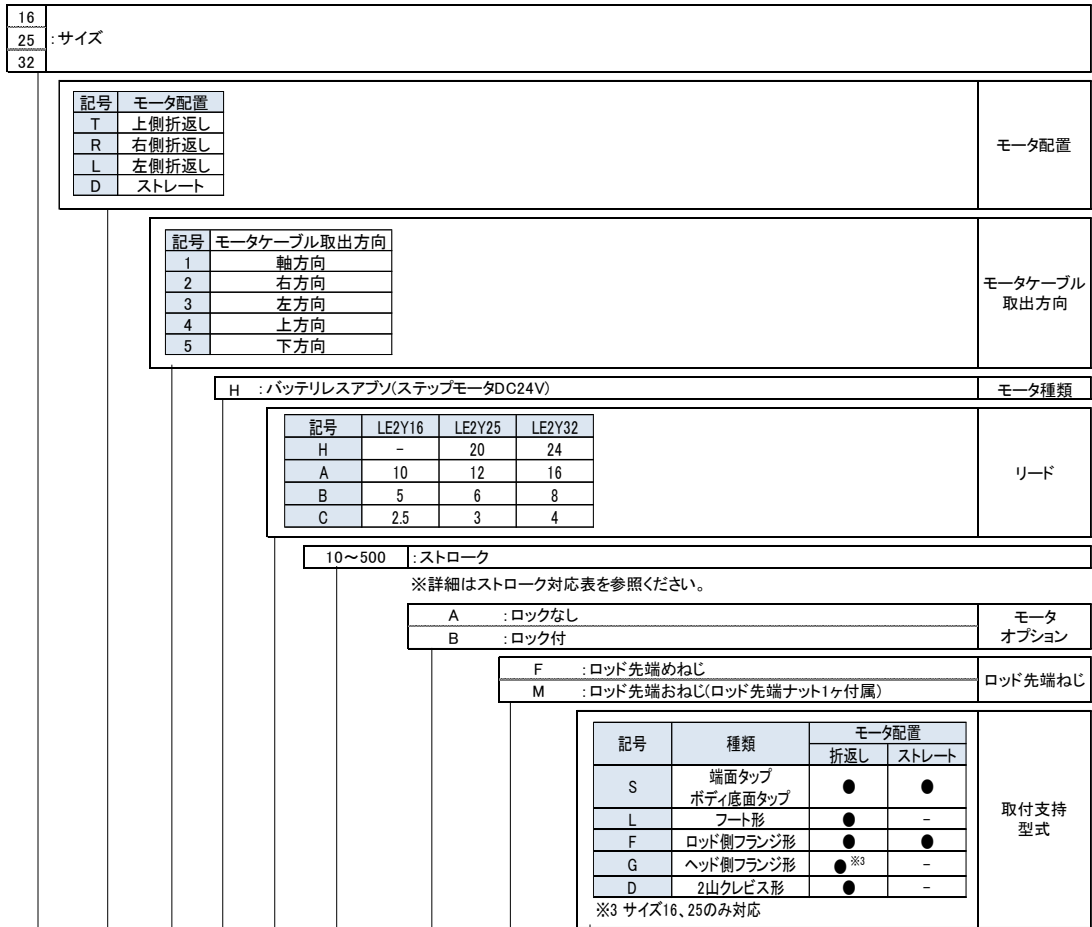 16
25 :サイズ
32
記号 モータ配置
T 上側折返し
R 右側折返し
L 左側折返し
D ストレート
モータ配置
記号 モータケーブル取出方向
1 軸方向
2 右方向
3 左方向
4 上方向
5 下方向
モータケーブル
取出方向
H :バッテリレスアブソ(ステップモータDC24V) モータ種類
記号 LE2Y16 LE2Y25 LE2Y32
H - 20 24
A 10 12 16
B 5 6 8
C 2.5 3 4
リード
10~500 :ストローク
※詳細はストローク対応表を参照ください。
A :ロックなし
B :ロック付
モータ
オプション
F :ロッド先端めねじ
M :ロッド先端おねじ(ロッド先端ナット1ヶ付属)
ロッド先端ねじ
記号 種類 モータ配置
折返し ストレート
S 端面タップ ● ●
ボディ底面タップ
L フート形 ● -
F ロッド側フランジ形 ● ●
G ヘッド側フランジ形 ●※3 -
D 2山クレビス形 ● -
※3 サイズ16、25のみ対応
取付支持
型式